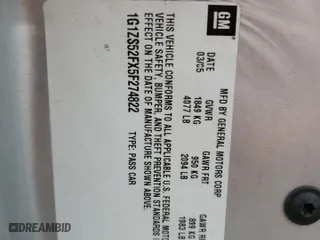 GM
MFD BY GENERAL MOTORS CORP
DATE GVWR GAWR FRT GAWR RR
03/05 1849 KG 950 KG 899 KG
4077 LB 2094 LB 1983 LB
THIS VEHICLE CONFORMS TO ALL APPLICABLE U.S. FEDERAL MOTOR
VEHICLE SAFETY, BUMPER, AND THEFT PREVENTION STANDARDS
EFFECT ON THE DATE OF MANUFACTURE SHOWN ABOVE.
1G1ZS52FX5F274822 TYPE: PASS CAR
DREAMBID